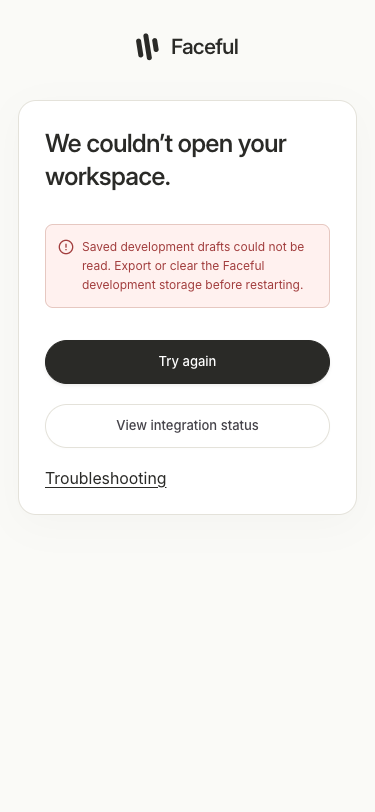 Faceful
We couldn’t open your
workspace.
Saved development drafts could not be
read. Export or clear the Faceful
development storage before restarting.
Try again
View integration status
Troubleshooting